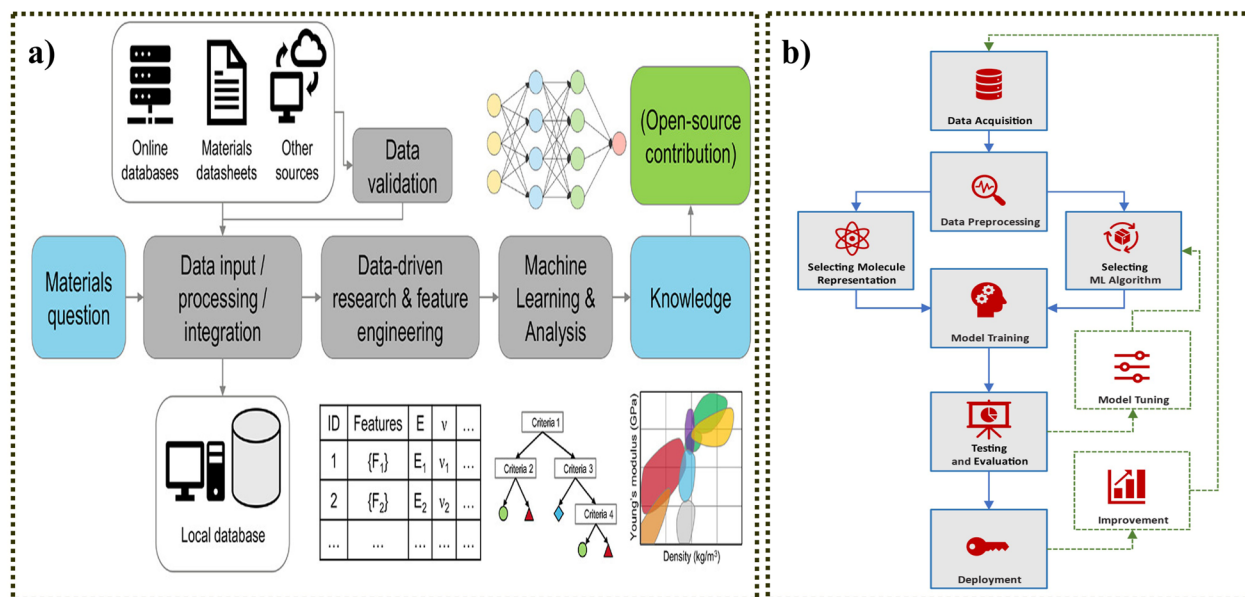 a)
Online
databases
Materials
datasheets
Other
sources
Data
validation
(Open-source
contribution)
Materials
question
Data input /
processing /
integration
Data-driven
research & feature
engineering
Machine
Learning &
Analysis
Knowledge
Local database
ID Features E ν ...
1 {F₁} E₁ ν₁ ...
2 {F₂} E₂ ν₂ ...
... ... ... ... ...
Criteria 1
Criteria 2
Criteria 3
Criteria 4
Young's modulus (GPa)
Density (kg/m³)
b)
Data Acquisition
Data Preprocessing
Selecting Molecule
Representation
Selecting
ML Algorithm
Model Training
Model Tuning
Testing
and Evaluation
Improvement
Deployment